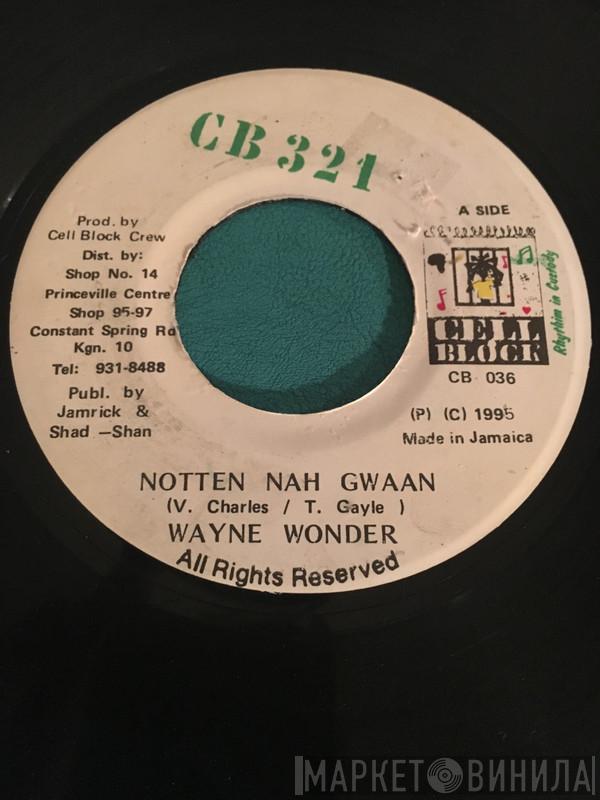 CB 321
Prod. by
Cell Block Crew
Dist. by:
Shop No. 14
Princeville Centre
Shop 95-97
Constant Spring Rd
Kgn. 10
Tel: 931-8488
Publ. by
Jamrick &
Shad —Shan
A SIDE
CELL
BLOCK
Rhythim in Custody
CB 036
(P) (C) 1995
Made in Jamaica
NOTTEN NAH GWAAN
(V. Charles / T. Gayle )
WAYNE WONDER
All Rights Reserved
МАРКЕТ ВИНИЛА